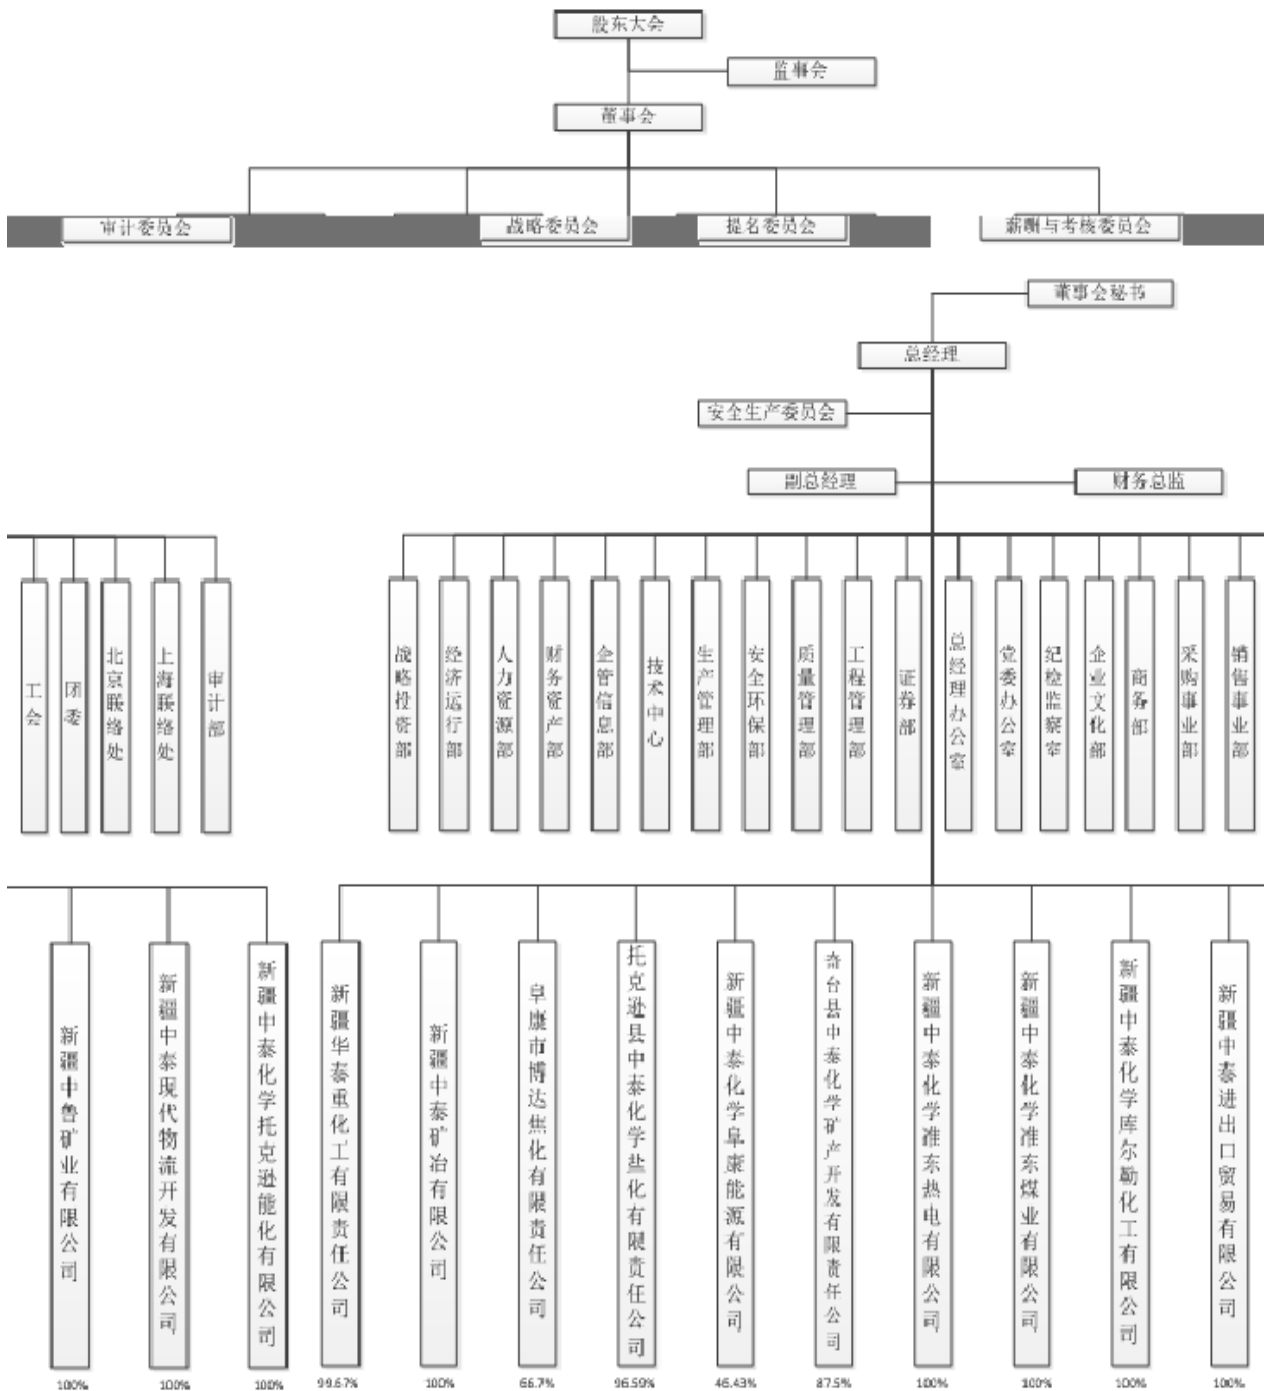 股东大会
监事会
董事会
审计委员会
战略委员会
提名委员会
薪酬与考核委员会
董事会秘书
总经理
安全生产委员会
副总经理
财务总监
工会
团委
北京联络处
上海联络处
审计部
战略投资部
经济运行部
人力资源部
财务资产部
企管信息部
技术中心
生产管理部
安全环保部
质量管理部
工程管理部
证券部
总经理办公室
党委办公室
纪检监察室
企业文化部
商务部
采购事业部
销售事业部
新疆中鲁矿业有限公司
新疆中泰现代物流开发有限公司
新疆中泰化学托克逊能化有限公司
新疆华泰重化工有限责任公司
新疆中泰矿冶有限公司
阜康市博达焦化有限责任公司
托克逊县中泰化学盐化有限责任公司
新疆中泰化学阜康能源有限公司
奇台县中泰化学矿产开发有限责任公司
新疆中泰化学准东热电有限公司
新疆中泰化学准东煤业有限公司
新疆中泰化学库尔勒化工有限公司
新疆中泰进出口贸易有限公司
100%
100%
100%
99.67%
100%
66.7%
96.59%
46.43%
87.5%
100%
100%
100%
100%